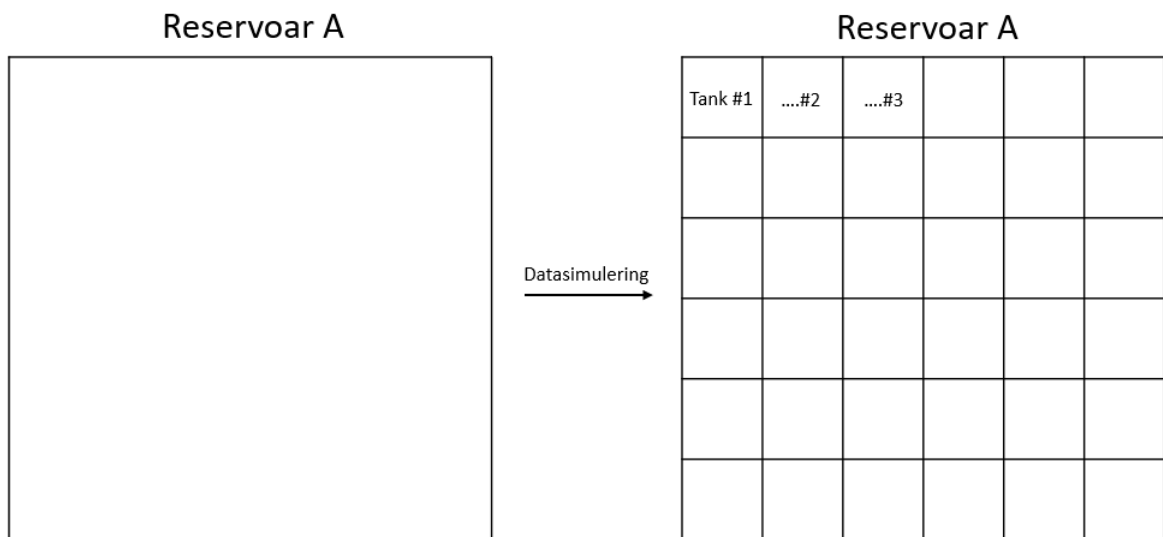 Reservoar A
Reservoar A
Tank #1
....#2
....#3
Datasimulering